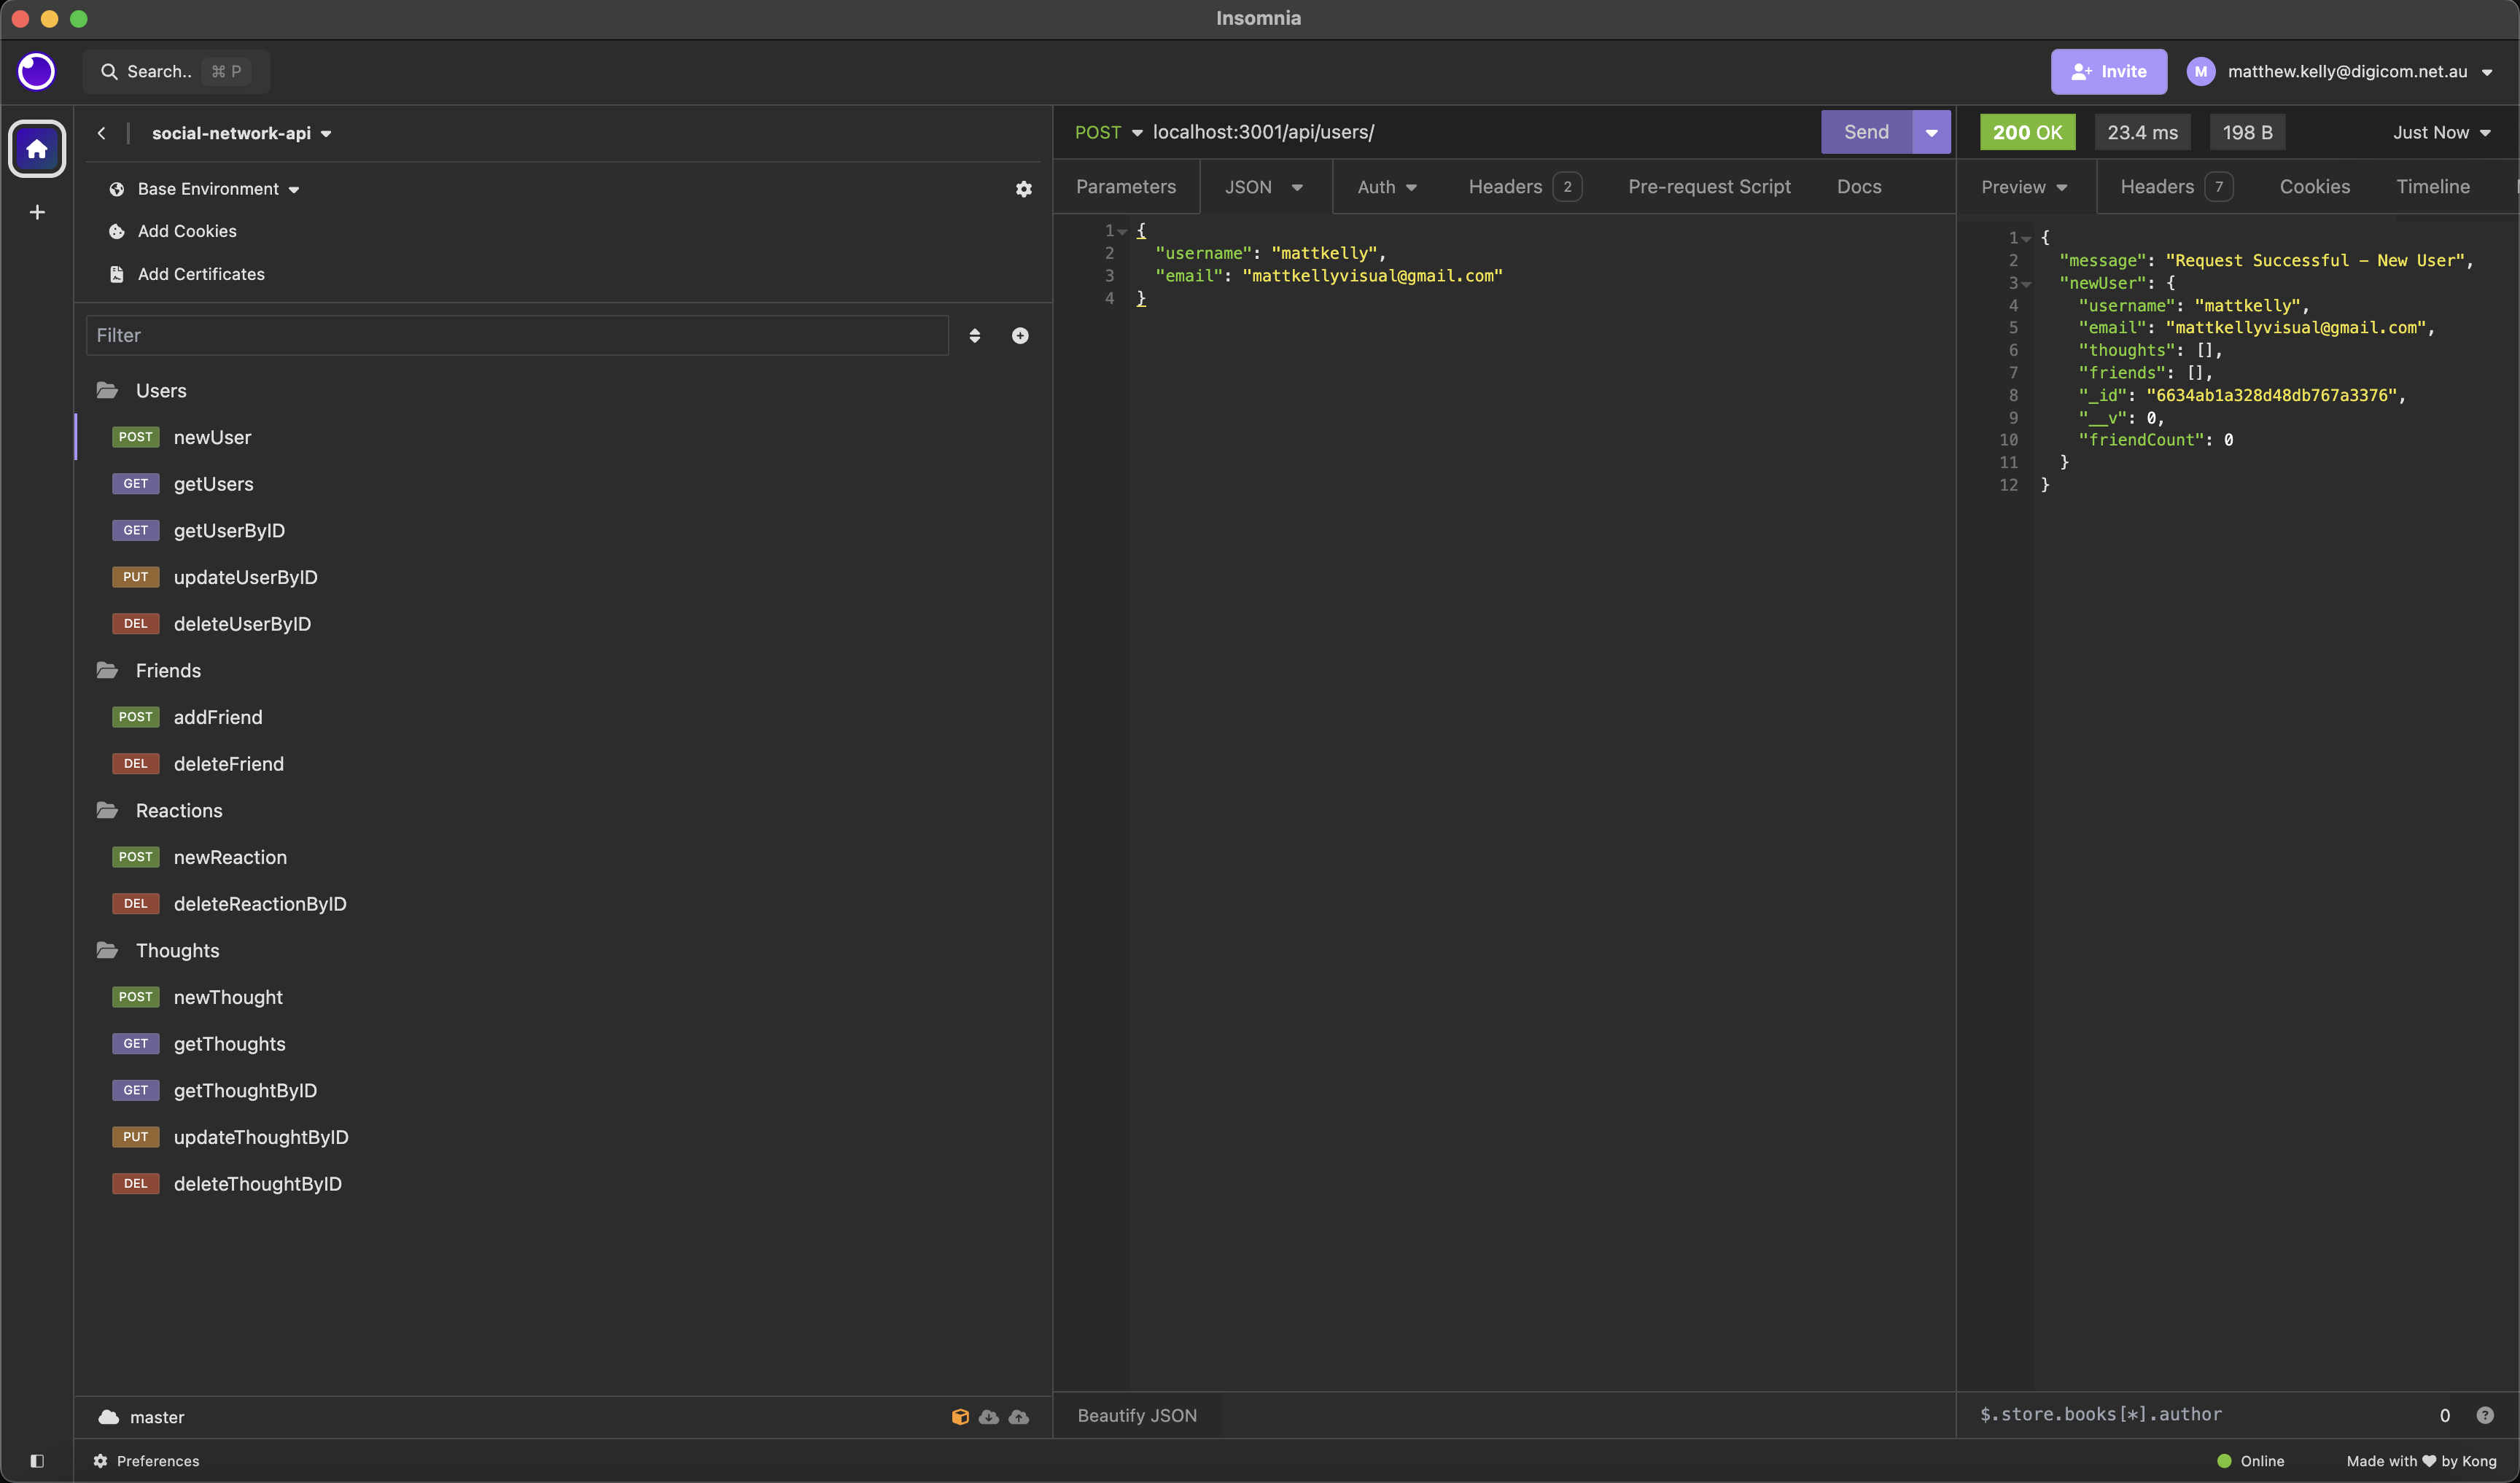 Insomnia
Search.. ⌘ P
Invite
M matthew.kelly@digicom.net.au
social-network-api
Base Environment
Add Cookies
Add Certificates
Filter
Users
POST newUser
GET getUsers
GET getUserByID
PUT updateUserByID
DEL deleteUserByID
Friends
POST addFriend
DEL deleteFriend
Reactions
POST newReaction
DEL deleteReactionByID
Thoughts
POST newThought
GET getThoughts
GET getThoughtByID
PUT updateThoughtByID
DEL deleteThoughtByID
master
Preferences
POST localhost:3001/api/users/ Send
Parameters JSON Auth Headers 2 Pre-request Script Docs
1 {
2 "username": "mattkelly",
3 "email": "mattkellyvisual@gmail.com"
4 }
Beautify JSON
200 OK 23.4 ms 198 B Just Now
Preview Headers 7 Cookies Timeline
1 {
2 "message": "Request Successful – New User",
3 "newUser": {
4 "username": "mattkelly",
5 "email": "mattkellyvisual@gmail.com",
6 "thoughts": [],
7 "friends": [],
8 "_id": "6634ab1a328d48db767a3376",
9 "__v": 0,
10 "friendCount": 0
11 }
12 }
$.store.books[*].author 0 ?
Online Made with ♥ by Kong